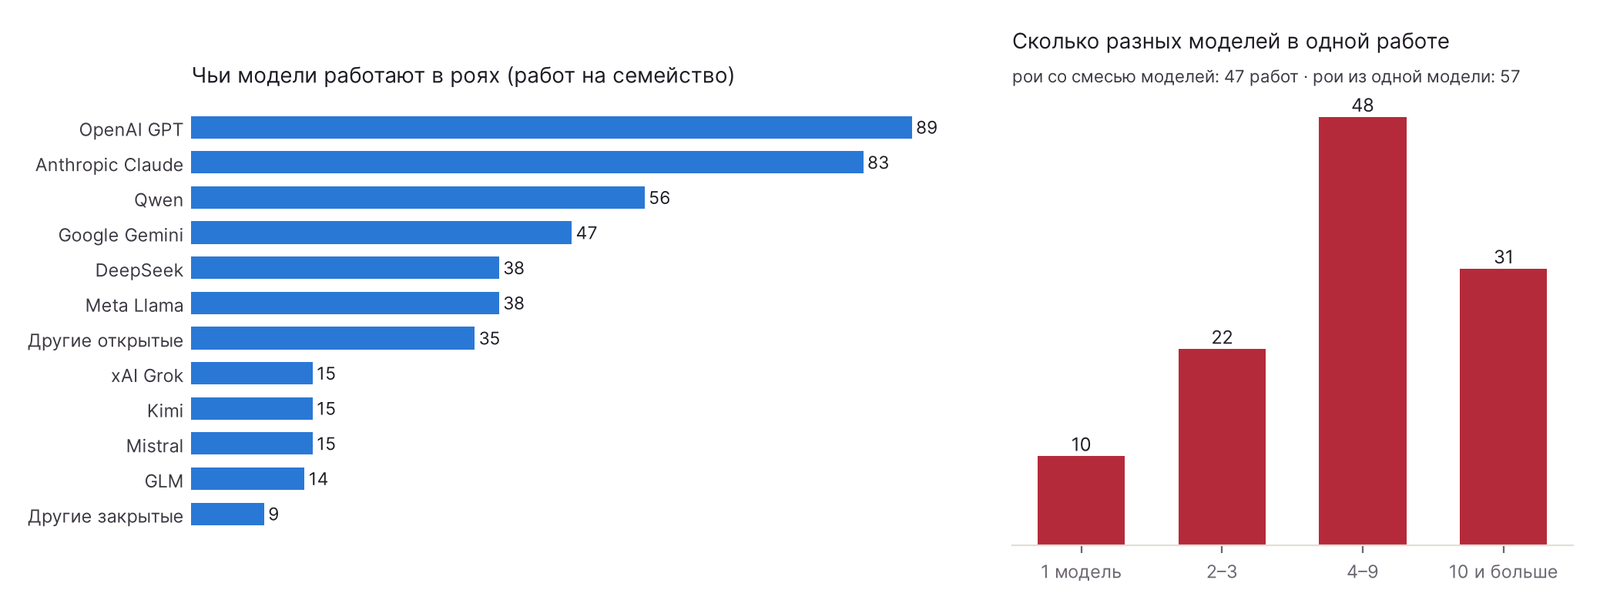 Чьи модели работают в роях (работ на семейство)
OpenAI GPT 89
Anthropic Claude 83
Qwen 56
Google Gemini 47
DeepSeek 38
Meta Llama 38
Другие открытые 35
xAI Grok 15
Kimi 15
Mistral 15
GLM 14
Другие закрытые 9
Сколько разных моделей в одной работе
рои со смесью моделей: 47 работ · рои из одной модели: 57
10
22
48
31
1 модель
2–3
4–9
10 и больше